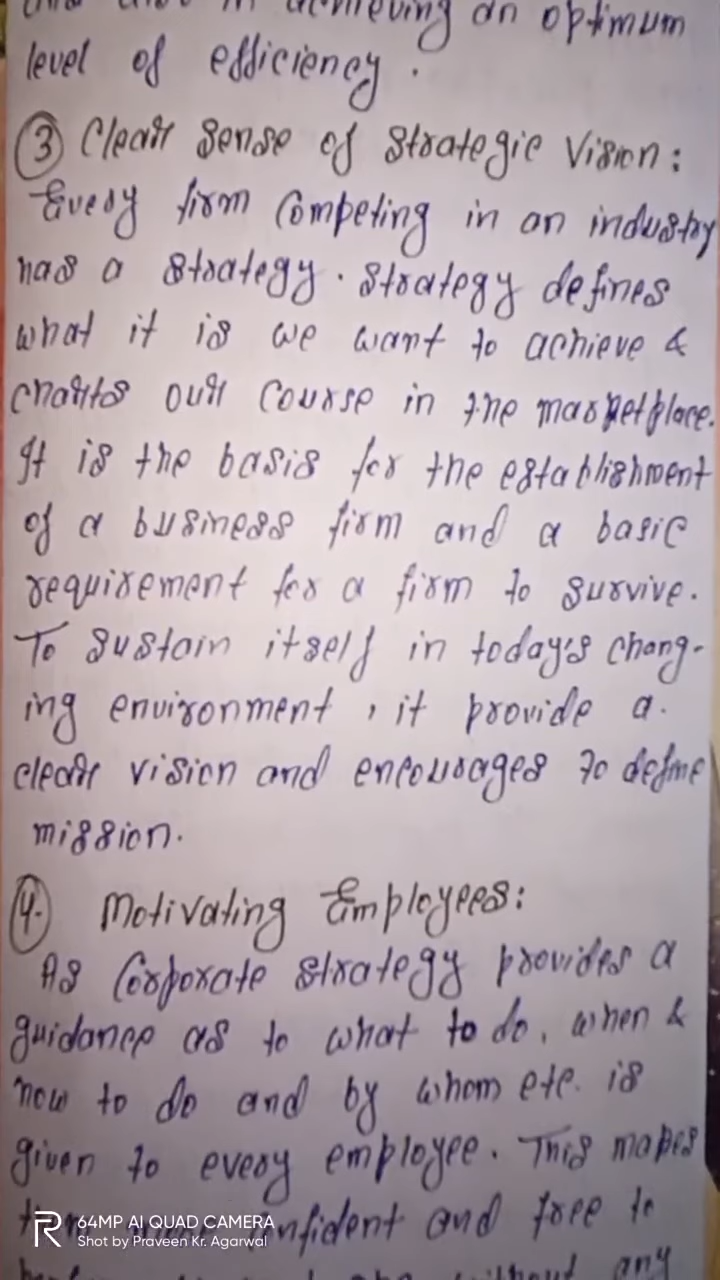 achieving an optimum
level of efficiency.
③ Clear Sense of Strategic Vision:
Every firm Competing in an industry
has a strategy. Strategy defines
what it is we want to achieve &
charts our course in the marketplace.
It is the basis for the establishment
of a business firm and a basic
requirement for a firm to survive.
To sustain itself in today's chang-
ing environment, it provide a
clear vision and encourages to define
mission.
④. Motivating Employees:
As Corporate strategy provides a
guidance as to what to do, when &
how to do and by whom etc. is
given to every employee. This makes
confident and free to
without any
R 64MP AI QUAD CAMERA
Shot by Praveen Kr. Agarwal